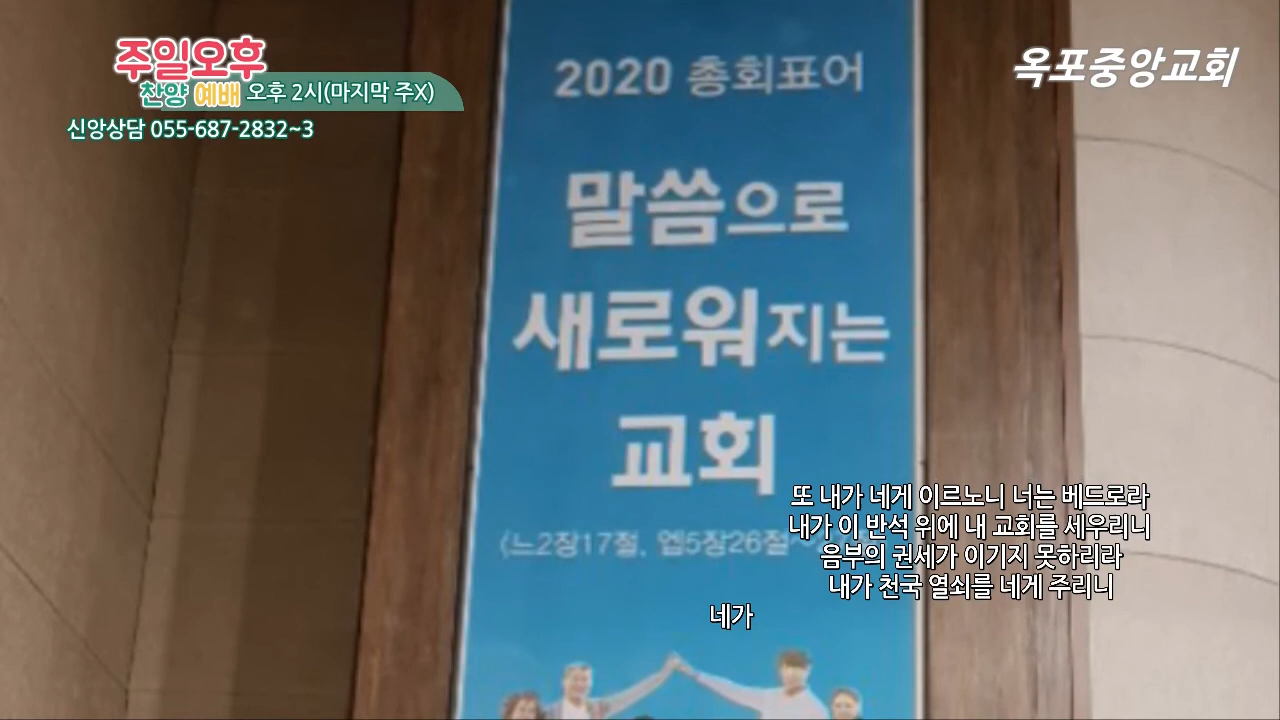 주일오후
찬양 예배 오후 2시(마지막 주X)
신앙상담 055-687-2832~3
옥포중앙교회
2020 총회표어
말씀으로
새로워지는
교회
(느2장17절, 엡5장26절
또 내가 네게 이르노니 너는 베드로라
내가 이 반석 위에 내 교회를 세우리니
음부의 권세가 이기지 못하리라
내가 천국 열쇠를 네게 주리니
네가